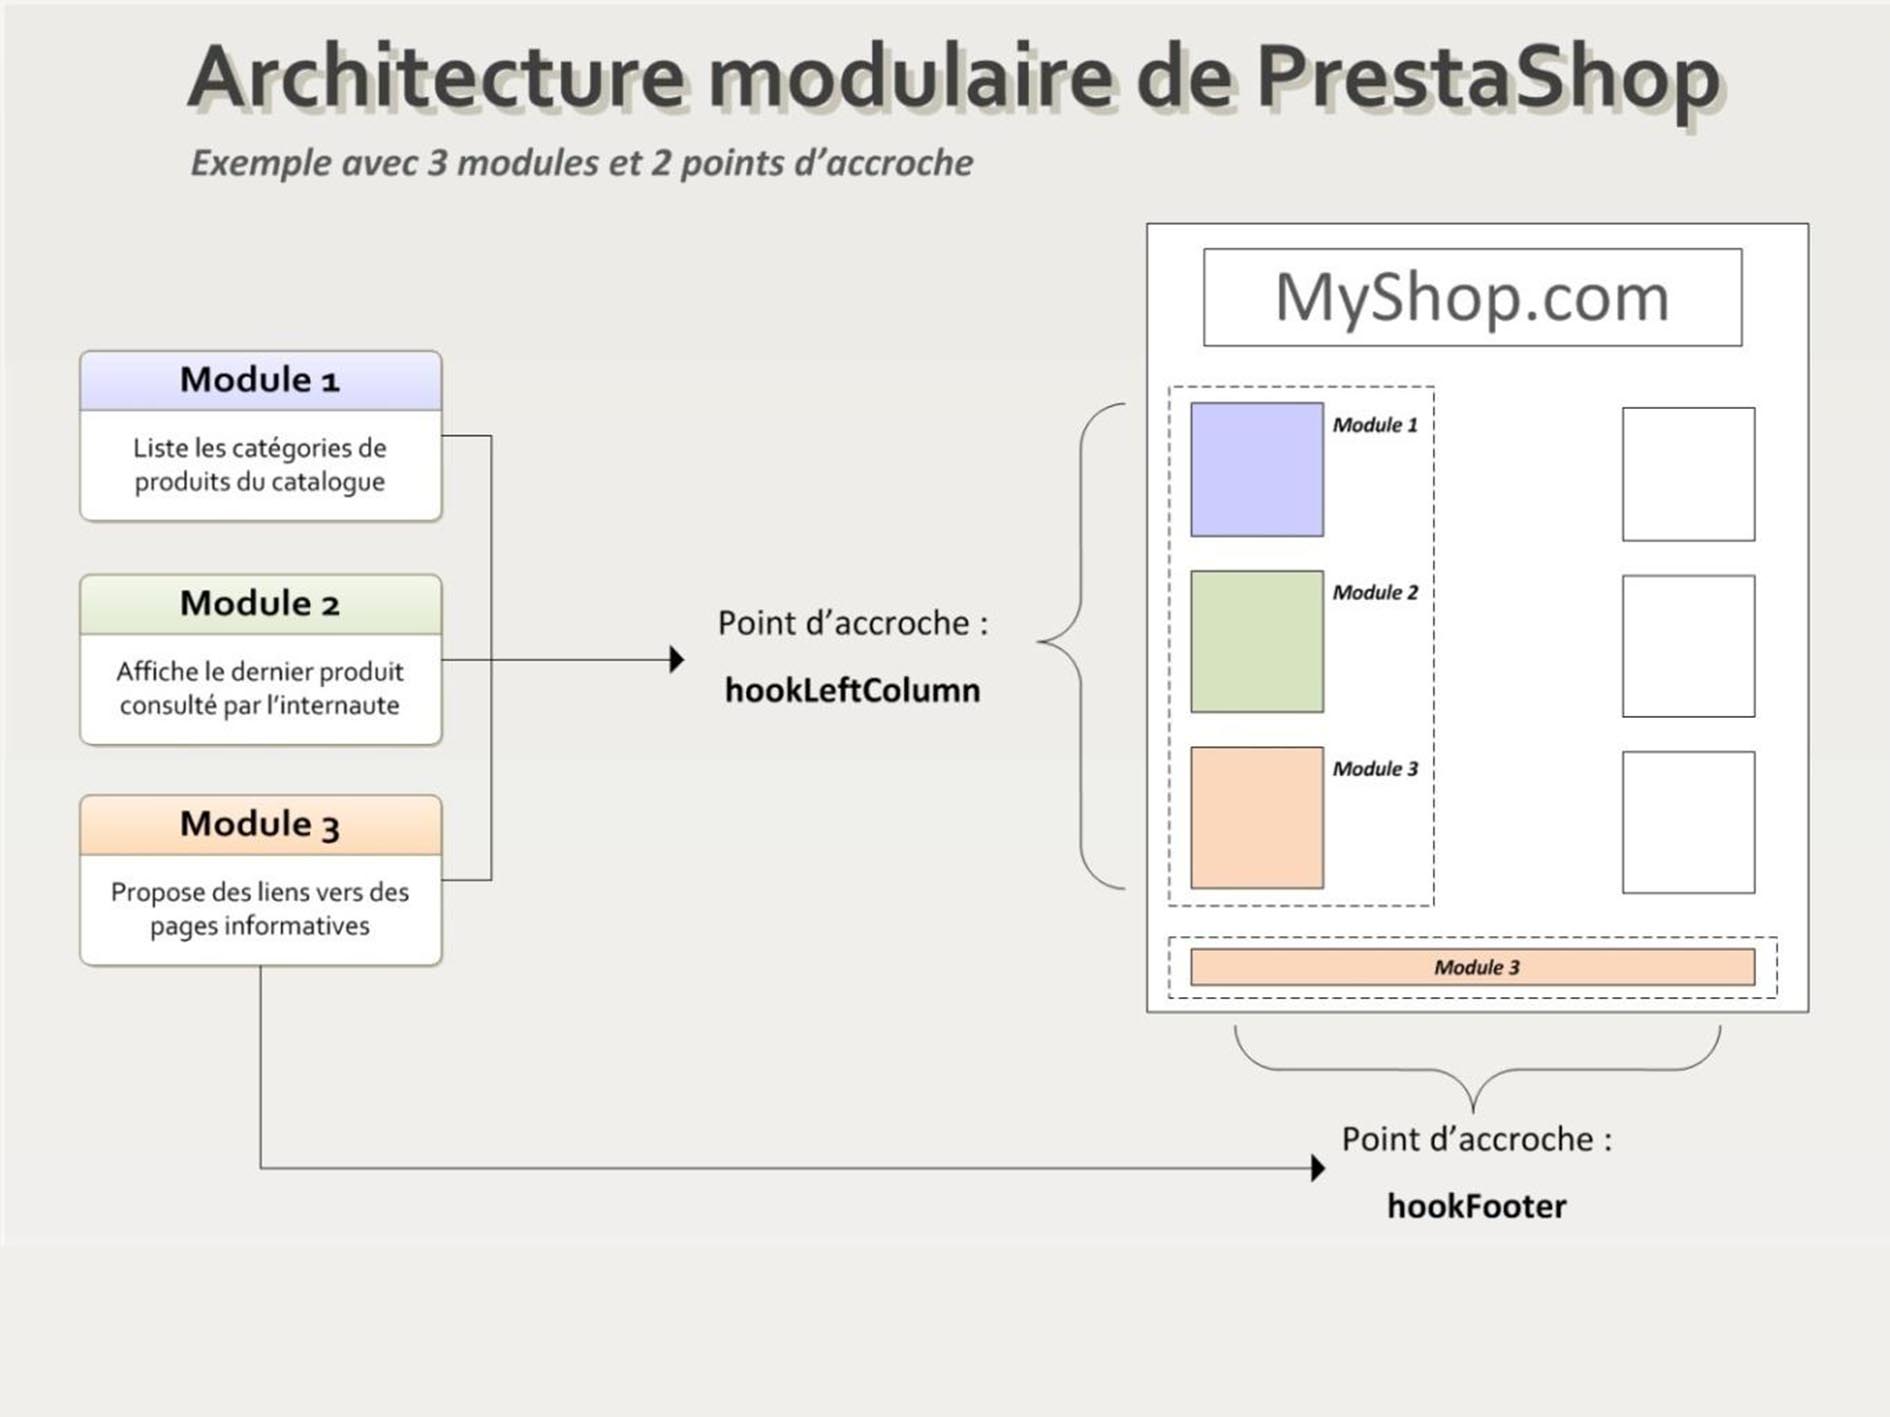 Architecture modulaire de PrestaShop
Exemple avec 3 modules et 2 points d’accroche
MyShop.com
Module 1
Liste les catégories de
produits du catalogue
Module 2
Affiche le dernier produit
consulté par l’internaute
Module 3
Propose des liens vers des
pages informatives
Point d’accroche :
hookLeftColumn
Module 1
Module 2
Module 3
Module 3
Point d’accroche :
hookFooter